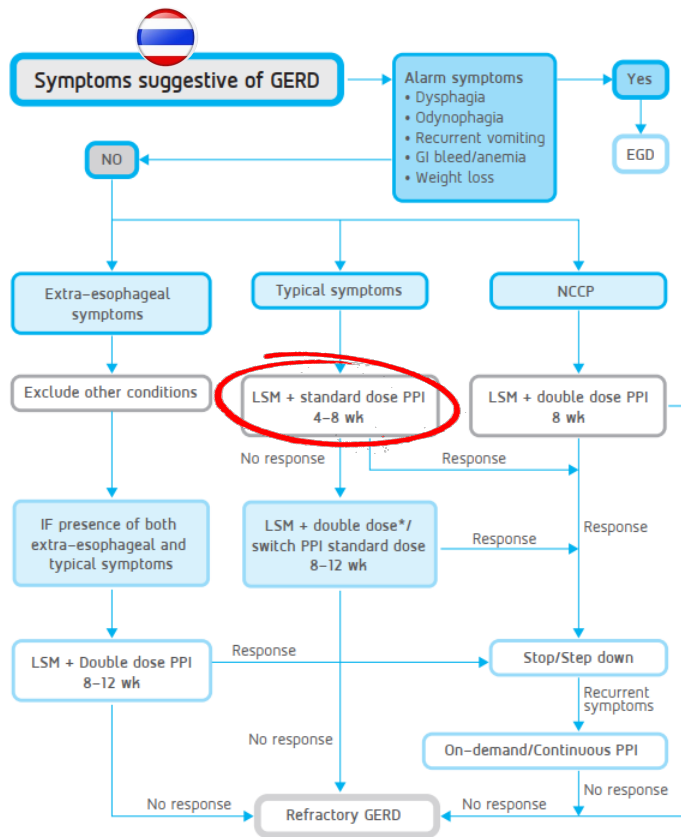 Symptoms suggestive of GERD
Alarm symptoms
• Dysphagia
• Odynophagia
• Recurrent vomiting
• GI bleed/anemia
• Weight loss
Yes
EGD
NO
Extra-esophageal
symptoms
Typical symptoms
NCCP
Exclude other conditions
LSM + standard dose PPI
4–8 wk
LSM + double dose PPI
8 wk
No response
Response
IF presence of both
extra-esophageal and
typical symptoms
LSM + double dose*/
switch PPI standard dose
8–12 wk
Response
Response
LSM + Double dose PPI
8–12 wk
Response
Stop/Step down
Recurrent
symptoms
No response
On-demand/Continuous PPI
No response
No response
Refractory GERD
No response